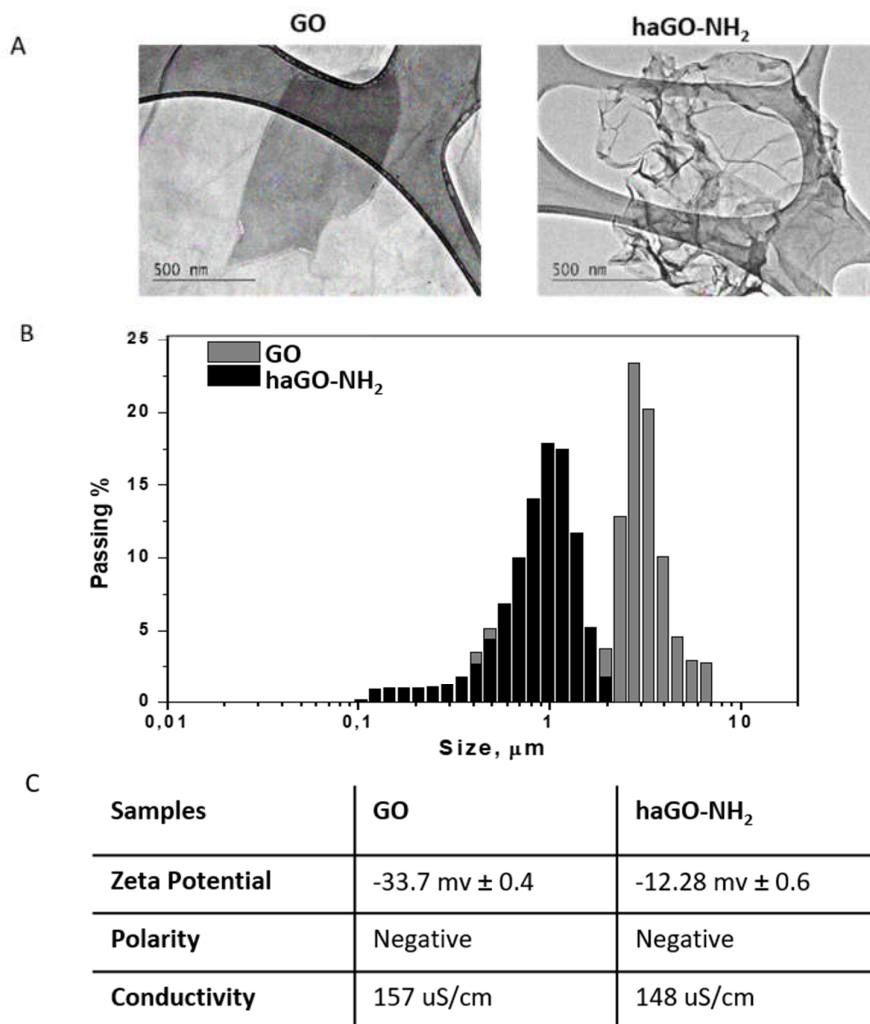 A
GO
haGO-NH₂
500 nm
500 nm
B
25
20
15
10
5
0
Passing %
GO
haGO-NH₂
0,01
0,1
1
10
Size, µm
C
Samples GO haGO-NH₂
Zeta Potential -33.7 mv ± 0.4 -12.28 mv ± 0.6
Polarity Negative Negative
Conductivity 157 uS/cm 148 uS/cm